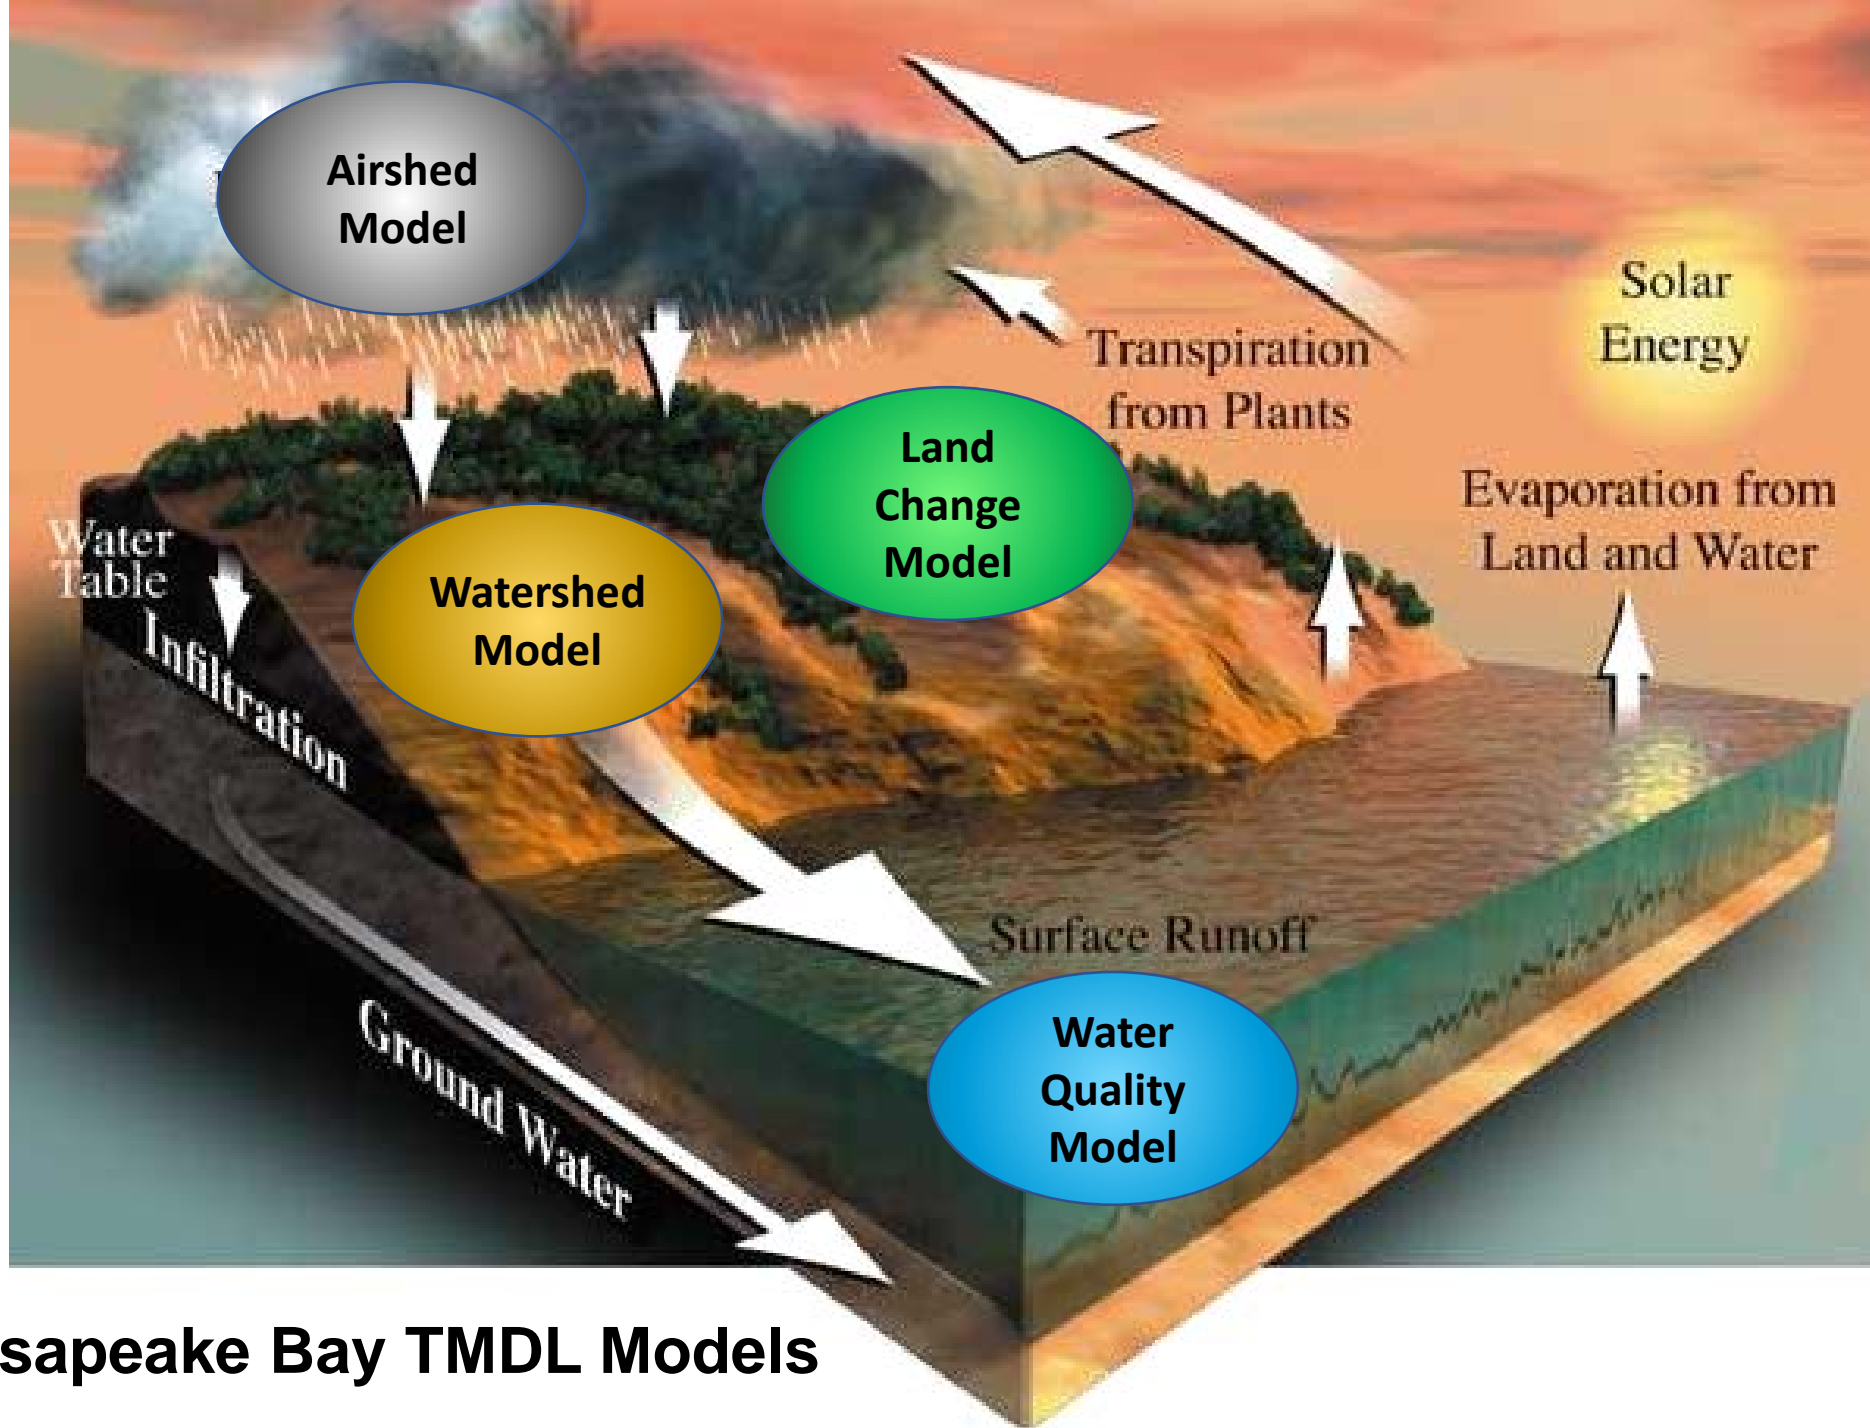 Airshed
Model
Solar
Energy
Transpiration
from Plants
Land
Change
Model
Evaporation from
Land and Water
Water
Table
Watershed
Model
Infiltration
Surface Runoff
Water
Quality
Model
Ground Water
sapeake Bay TMDL Models